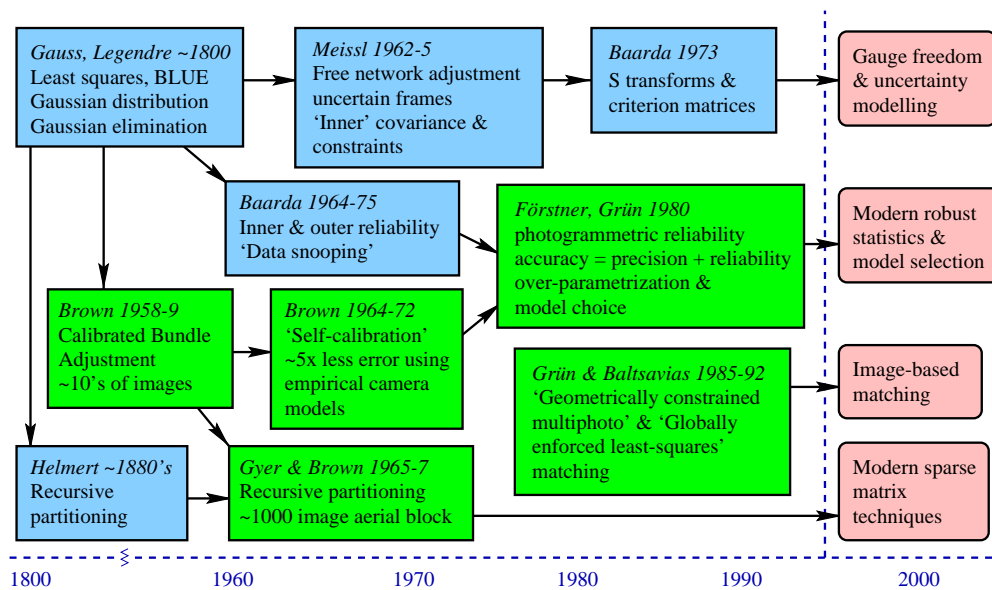 Gauss, Legendre ~1800
Least squares, BLUE
Gaussian distribution
Gaussian elimination
Meissl 1962-5
Free network adjustment
uncertain frames
‘Inner’ covariance &
constraints
Baarda 1973
S transforms &
criterion matrices
Gauge freedom
& uncertainty
modelling
Baarda 1964-75
Inner & outer reliability
‘Data snooping’
Förstner, Grün 1980
photogrammetric reliability
accuracy = precision + reliability
over-parametrization &
model choice
Modern robust
statistics &
model selection
Brown 1958-9
Calibrated Bundle
Adjustment
~10’s of images
Brown 1964-72
‘Self-calibration’
~5x less error using
empirical camera
models
Grün & Baltsavias 1985-92
‘Geometrically constrained
multiphoto’ & ‘Globally
enforced least-squares’
matching
Image-based
matching
Helmert ~1880’s
Recursive
partitioning
Gyer & Brown 1965-7
Recursive partitioning
~1000 image aerial block
Modern sparse
matrix
techniques
1800
1960
1970
1980
1990
2000